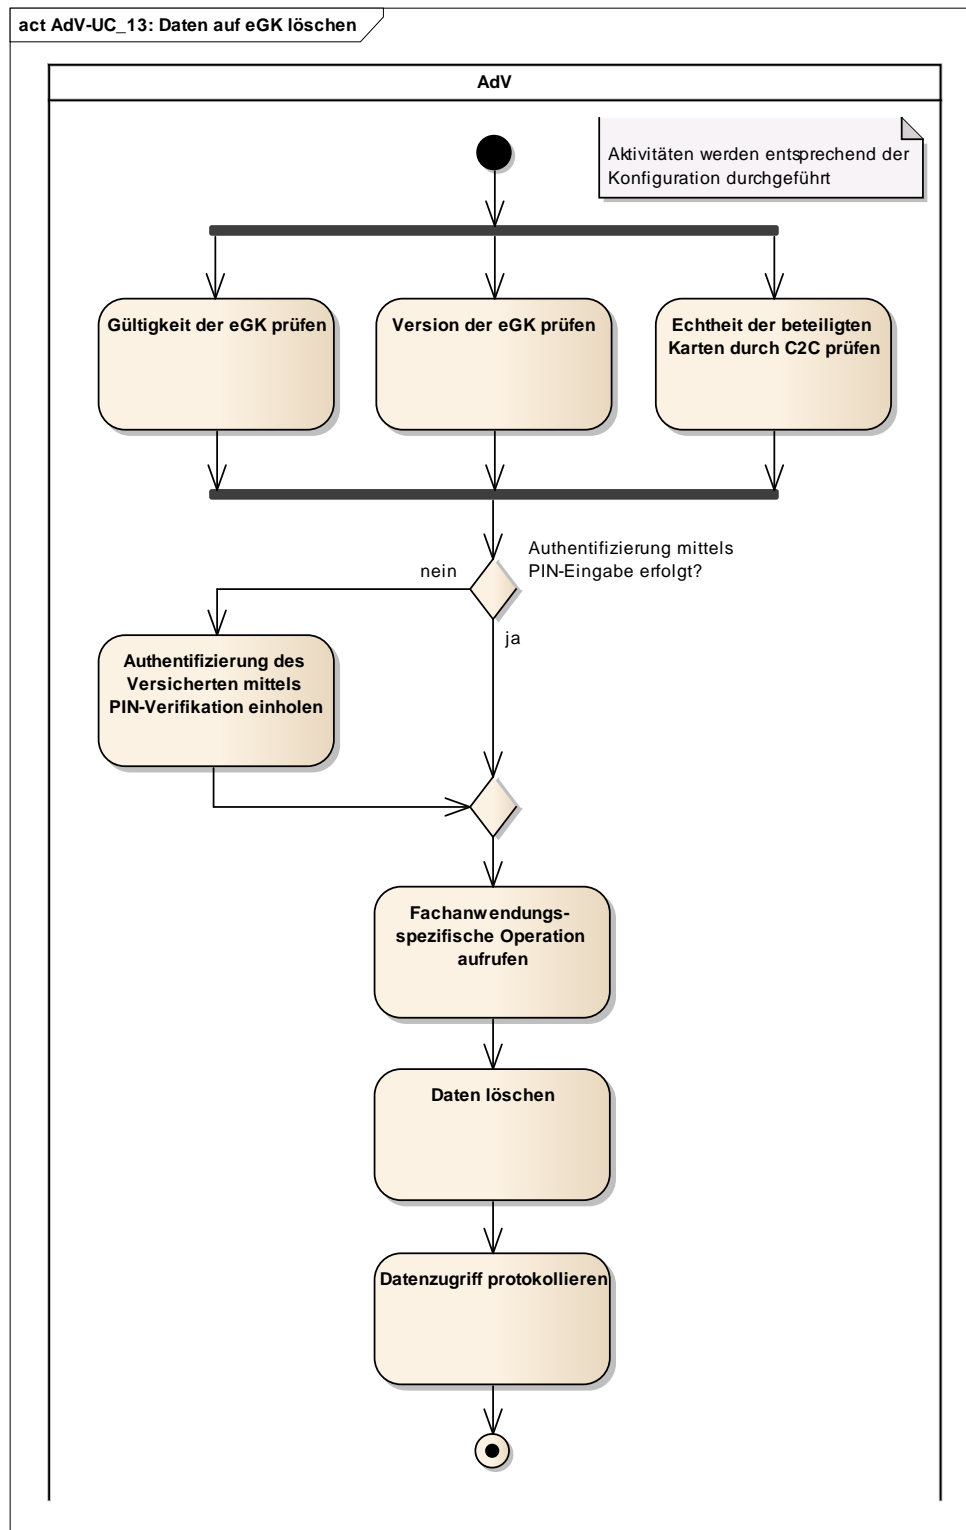 act AdV-UC_13: Daten auf eGK löschen
AdV
Aktivitäten werden entsprechend der
Konfiguration durchgeführt
Gültigkeit der eGK prüfen
Version der eGK prüfen
Echtheit der beteiligten
Karten durch C2C prüfen
Authentifizierung mittels
PIN-Eingabe erfolgt?
nein
ja
Authentifizierung des
Versicherten mittels
PIN-Verifikation einholen
Fachanwendungs-
spezifische Operation
aufrufen
Daten löschen
Datenzugriff protokollieren